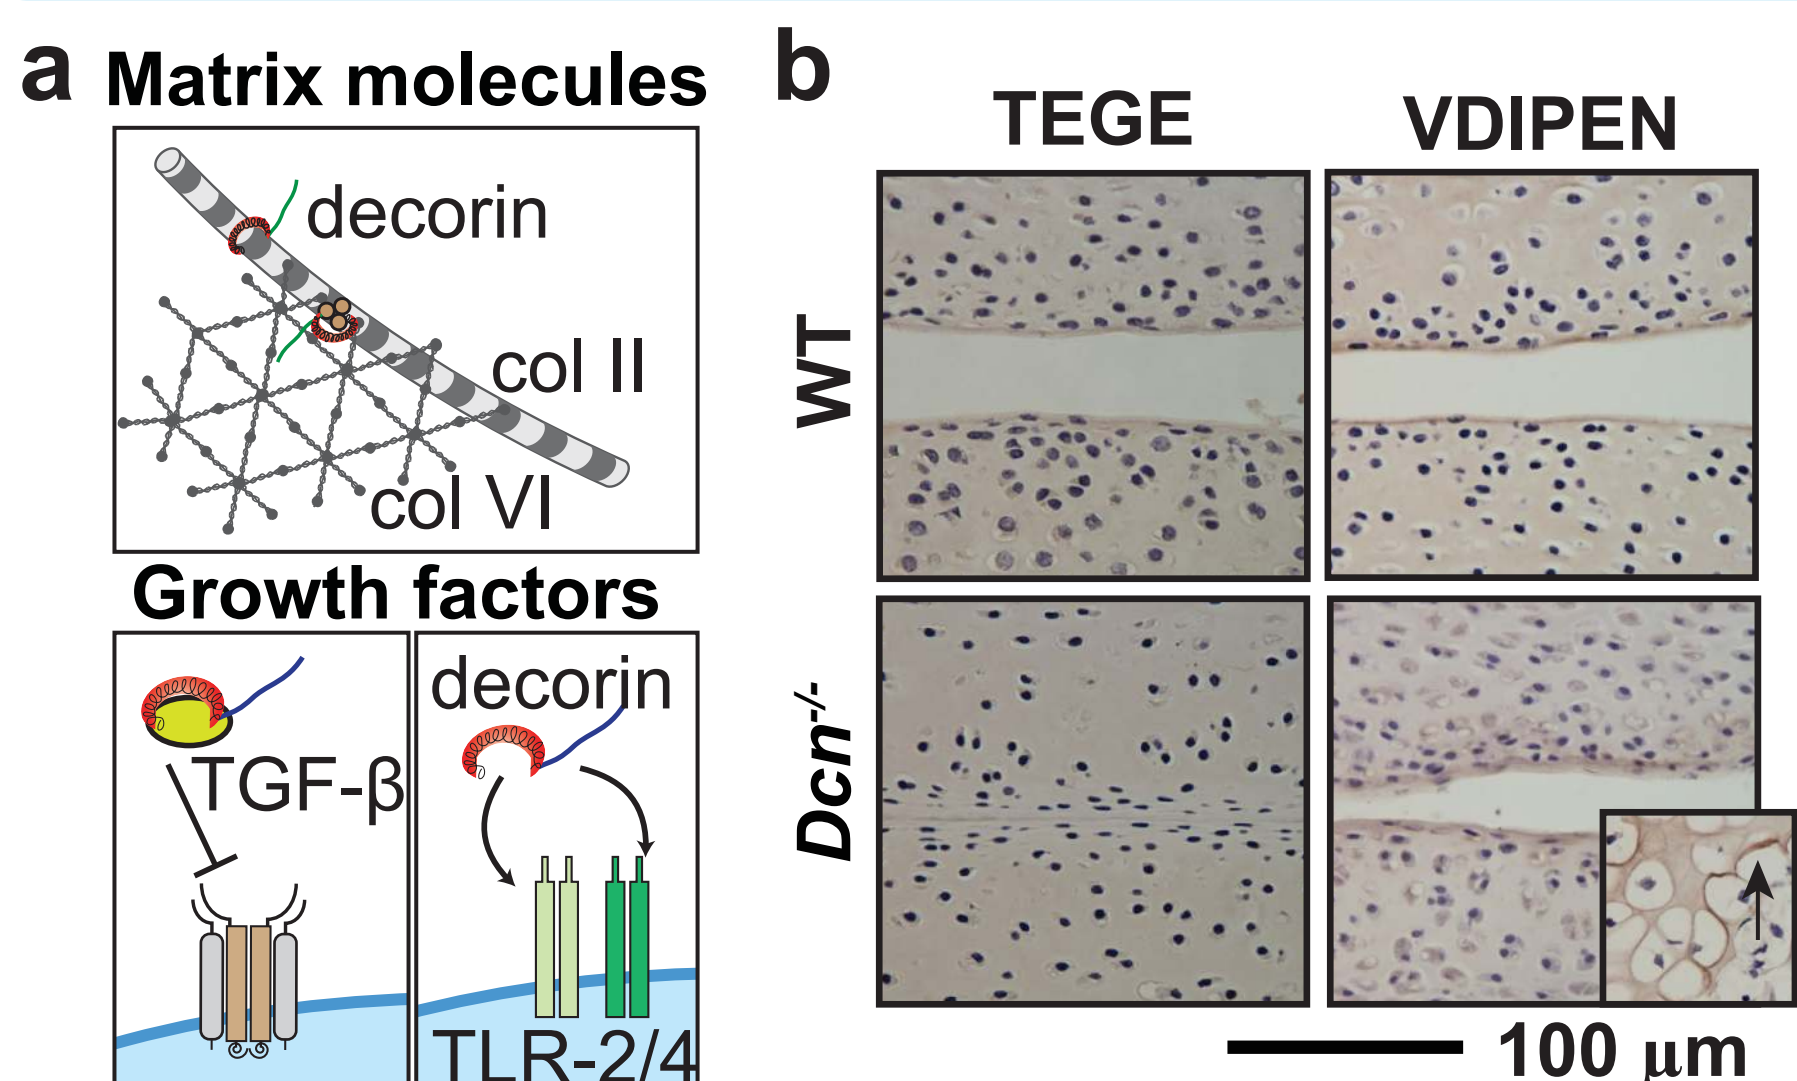 a
Matrix molecules
decorin
col II
col VI
Growth factors
TGF-β
decorin
TLR-2/4
b
TEGE
VDIPEN
WT
Dcn-/-
100 μm